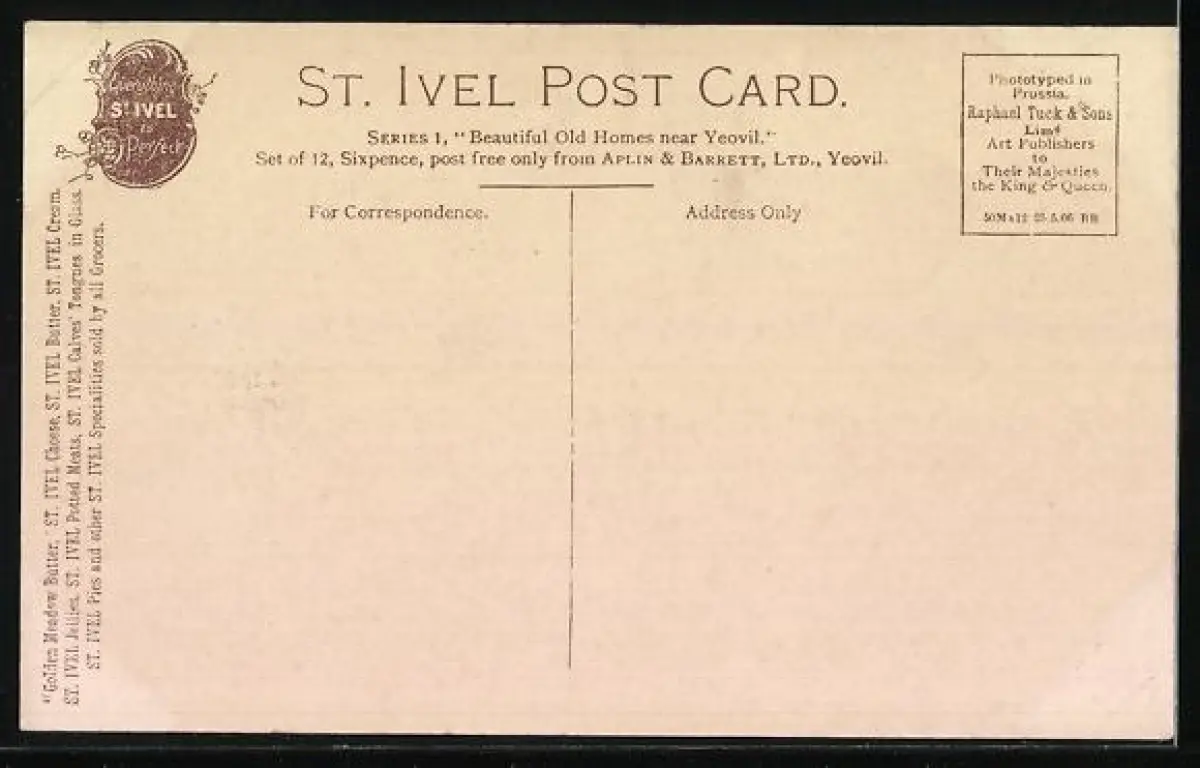 Everything
ST. IVEL
is
Perfect
ST. IVEL POST CARD.
SERIES 1, "Beautiful Old Homes near Yeovil."
Set of 12, Sixpence, post free only from APLIN & BARRETT, LTD., Yeovil.
For Correspondence.
Address Only
Phototyped in
Prussia.
Raphael Tuck & Sons
Limd
Art Publishers
to
Their Majesties
the King & Queen.
"Golden Meadow Butter," ST. IVEL Cheese, ST. IVEL Butter, ST. IVEL Cream.
ST. IVEL Jellies, ST. IVEL Potted Meats, ST. IVEL Calves' Tongues in Glass.
ST. IVEL Pies and other ST. IVEL Specialities sold by all Grocers.